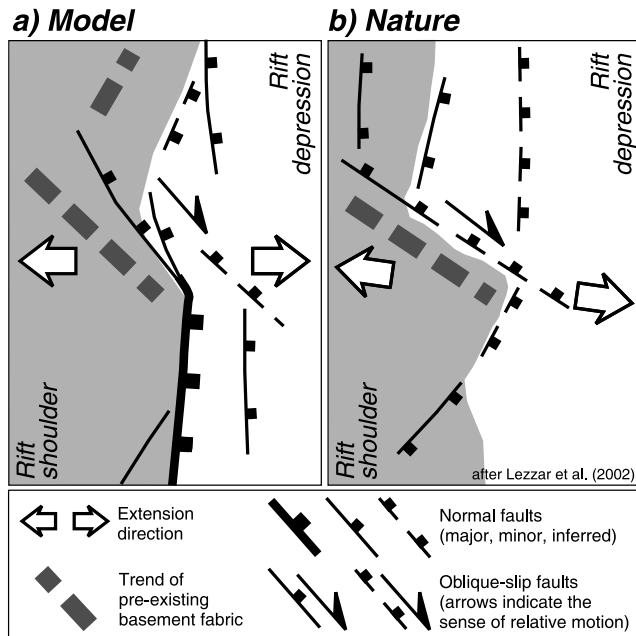 a) Model
b) Nature
Rift
depression
Rift
depression
Rift
shoulder
Rift
shoulder
after Lezzar et al. (2002)
Extension
direction
Normal faults
(major, minor, inferred)
Trend of
pre-existing
basement fabric
Oblique-slip faults
(arrows indicate the
sense of relative motion)